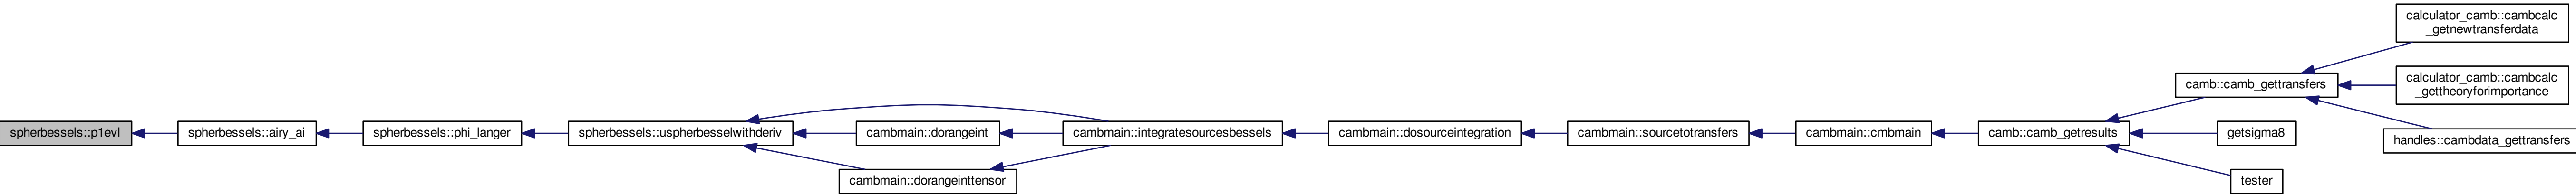 spherbessels::p1evl
spherbessels::airy_ai
spherbessels::phi_langer
spherbessels::uspherbesselwithderiv
cambmain::dorangeint
cambmain::dorangeinttensor
cambmain::integratesourcesbessels
cambmain::dosourceintegration
cambmain::sourcetotransfers
cambmain::cmbmain
camb::camb_getresults
camb::camb_gettransfers
getsigma8
tester
calculator_camb::cambcalc
_getnewtransferdata
calculator_camb::cambcalc
_gettheoryforimportance
handles::cambdata_gettransfers